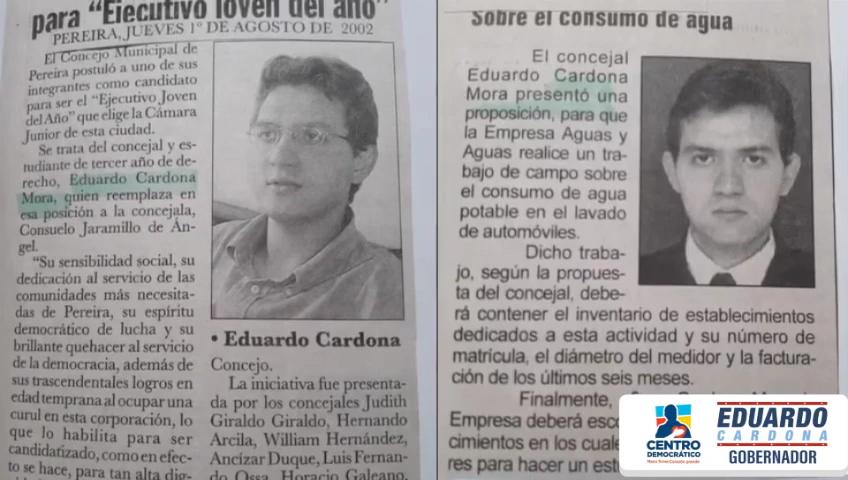 para "Ejecutivo joven del año"
PEREIRA, JUEVES 1º DE AGOSTO DE 2002
El Concejo Municipal de
Pereira postuló a uno de sus
integrantes como candidato
para ser el "Ejecutivo Joven
del Año" que elige la Cámara
Junior de esta ciudad.
Se trata del concejal y es-
tudiante de tercer año de de-
recho, Eduardo Cardona
Mora, quien reemplaza en
esa posición a la concejala,
Consuelo Jaramillo de Án-
gel.
"Su sensibilidad social, su
dedicación al servicio de las
comunidades más necesita-
das de Pereira, su espíritu
democrático de lucha y su
brillante quehacer al servicio
de la democracia, además de
sus trascendentales logros en
edad temprana al ocupar una
curul en esta corporación, lo
que lo habilita para ser
candidatizado, como en efec-
to se hace, para tan alta dig-
• Eduardo Cardona
Concejo.
La iniciativa fue presenta-
da por los concejales Judith
Giraldo Giraldo, Hernando
Arcila, William Hernández,
Ancízar Duque, Luis Fernan-
do Ossa, Horacio Galeano,
Sobre el consumo de agua
El concejal
Eduardo Cardona
Mora presentó una
proposición, para que
la Empresa Aguas y
Aguas realice un tra-
bajo de campo sobre
el consumo de agua
potable en el lavado
de automóviles.
Dicho traba-
jo, según la propues-
ta del concejal, debe-
rá contener el inventario de establecimientos
dedicados a esta actividad y su número de
matrícula, el diámetro del medidor y la factura-
ción de los últimos seis meses.
Finalmente,
Empresa deberá
cimientos en los
res para hacer un
CENTRO
DEMOCRÁTICO
Mano firme Corazón grande
EDUARDO
CARDONA
GOBERNADOR